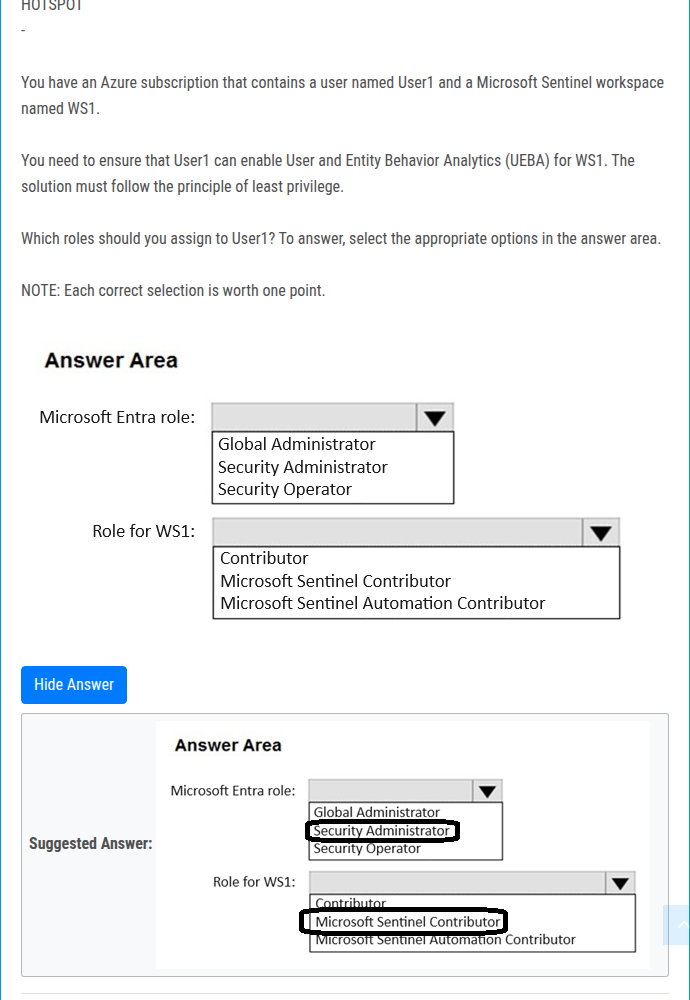 HOTSPOT
-
You have an Azure subscription that contains a user named User1 and a Microsoft Sentinel workspace
named WS1.
You need to ensure that User1 can enable User and Entity Behavior Analytics (UEBA) for WS1. The
solution must follow the principle of least privilege.
Which roles should you assign to User1? To answer, select the appropriate options in the answer area.
NOTE: Each correct selection is worth one point.
Answer Area
Microsoft Entra role:
Global Administrator
Security Administrator
Security Operator
Role for WS1:
Contributor
Microsoft Sentinel Contributor
Microsoft Sentinel Automation Contributor
Hide Answer
Suggested Answer:
Answer Area
Microsoft Entra role:
Global Administrator
Security Administrator
Security Operator
Role for WS1:
Contributor
Microsoft Sentinel Contributor
Microsoft Sentinel Automation Contributor